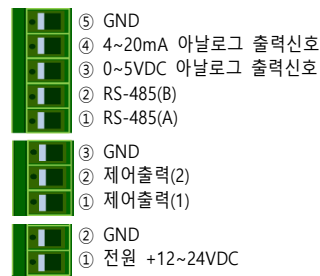 ⑤ GND
④ 4~20mA 아날로그 출력신호
③ 0~5VDC 아날로그 출력신호
② RS-485(B)
① RS-485(A)
③ GND
② 제어출력(2)
① 제어출력(1)
② GND
① 전원 +12~24VDC